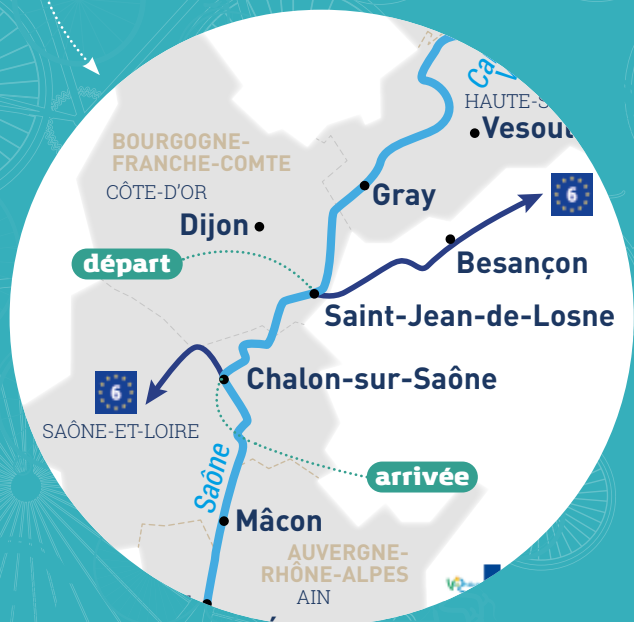 HAUTE-S
Vesoul
BOURGOGNE-
FRANCHE-COMTE
CÔTE-D'OR
Gray
6
Dijon
Besançon
départ
Saint-Jean-de-Losne
Chalon-sur-Saône
6
SAÔNE-ET-LOIRE
Saône
arrivée
Mâcon
AUVERGNE-
RHÔNE-ALPES
AIN